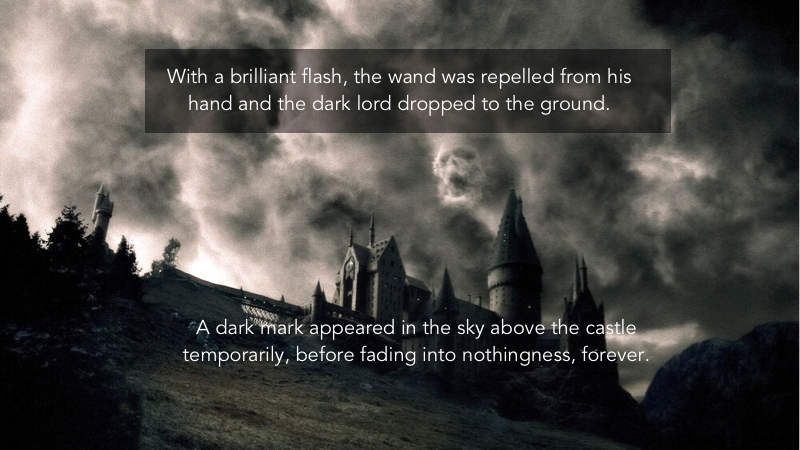 With a brilliant flash, the wand was repelled from his
hand and the dark lord dropped to the ground.
A dark mark appeared in the sky above the castle
temporarily, before fading into nothingness, forever.